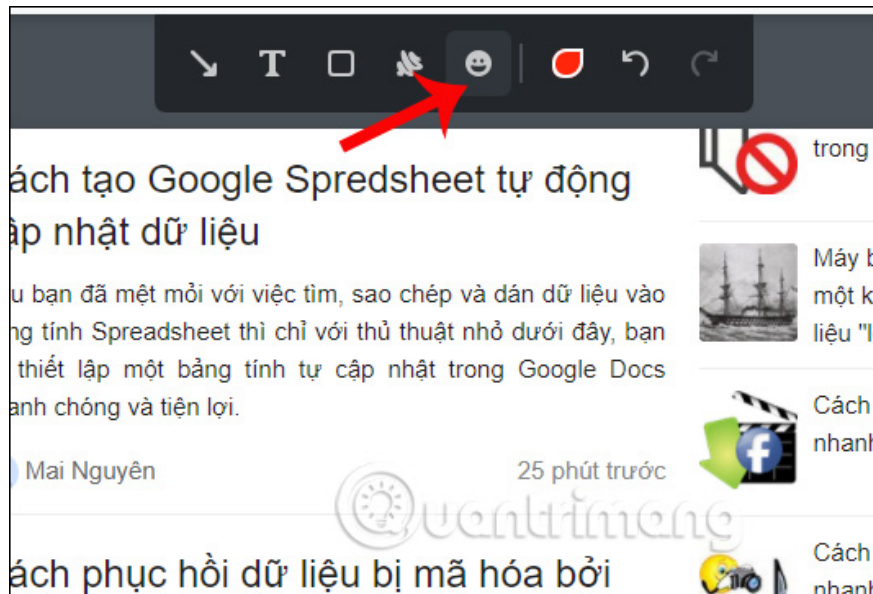 T
ách tạo Google Spredsheet tự động
ập nhật dữ liệu
u bạn đã mệt mỏi với việc tìm, sao chép và dán dữ liệu vào
ng tính Spreadsheet thì chỉ với thủ thuật nhỏ dưới đây, bạn
thiết lập một bảng tính tự cập nhật trong Google Docs
anh chóng và tiện lợi.
Mai Nguyên
25 phút trước
Quantrimang
ách phục hồi dữ liệu bị mã hóa bởi
trong
Máy b
một k
liệu "l
Cách
nhanh
Cách
nhanh